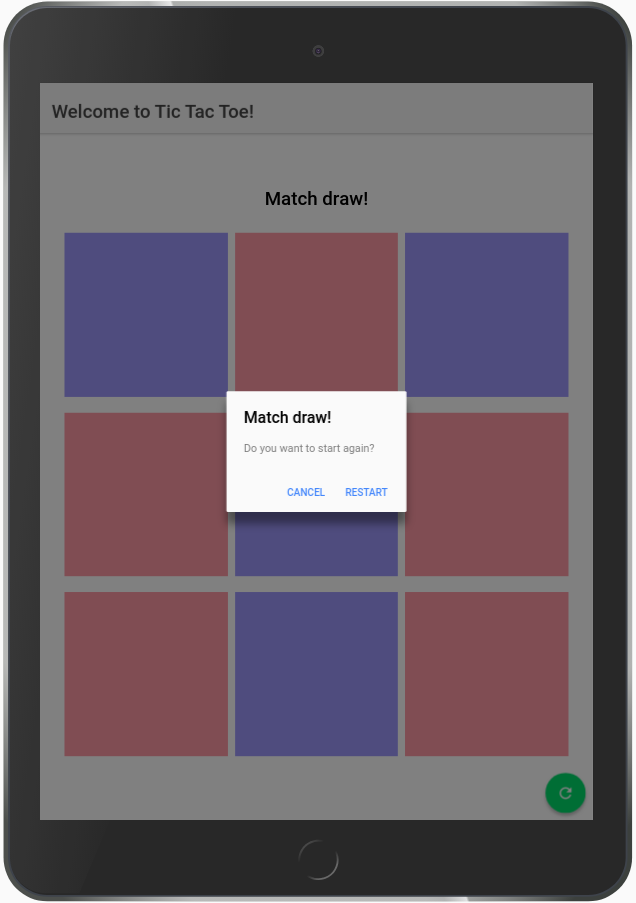 Welcome to Tic Tac Toe!
Match draw!
Match draw!
Do you want to start again?
CANCEL RESTART